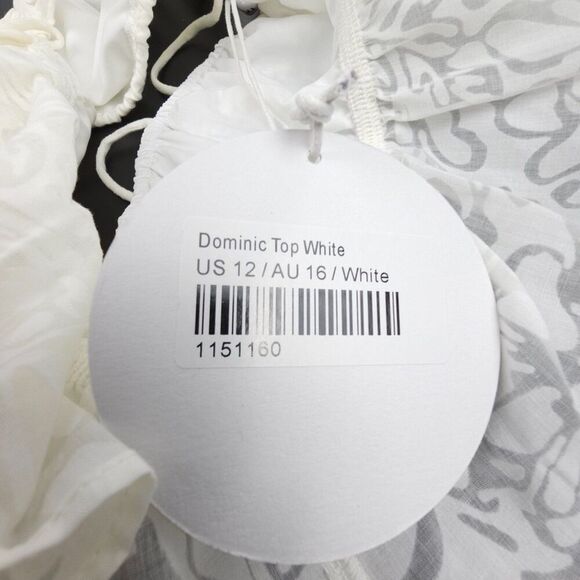 Dominic Top White
US 12 / AU 16 / White
1151160